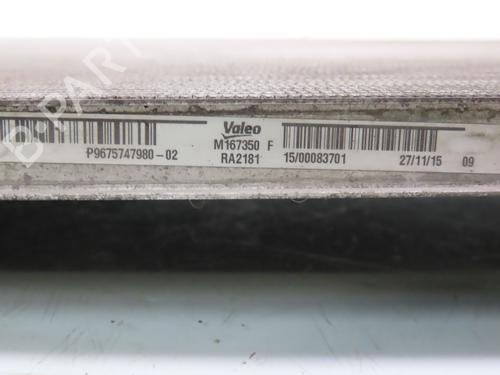 B-PARTS
Valeo
P9675747980-02 M167350 F
RA2181 15/00083701 27/11/15 09